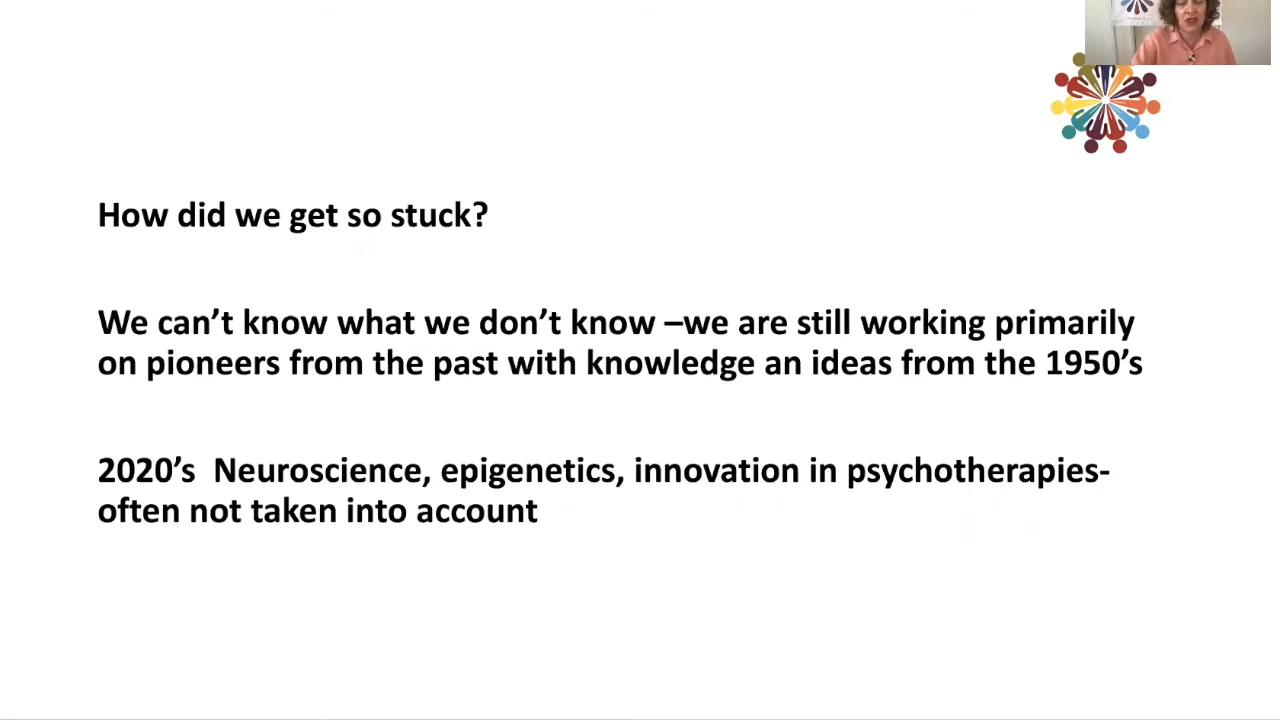 How did we get so stuck?
We can’t know what we don’t know –we are still working primarily
on pioneers from the past with knowledge an ideas from the 1950’s
2020’s  Neuroscience, epigenetics, innovation in psychotherapies-
often not taken into account